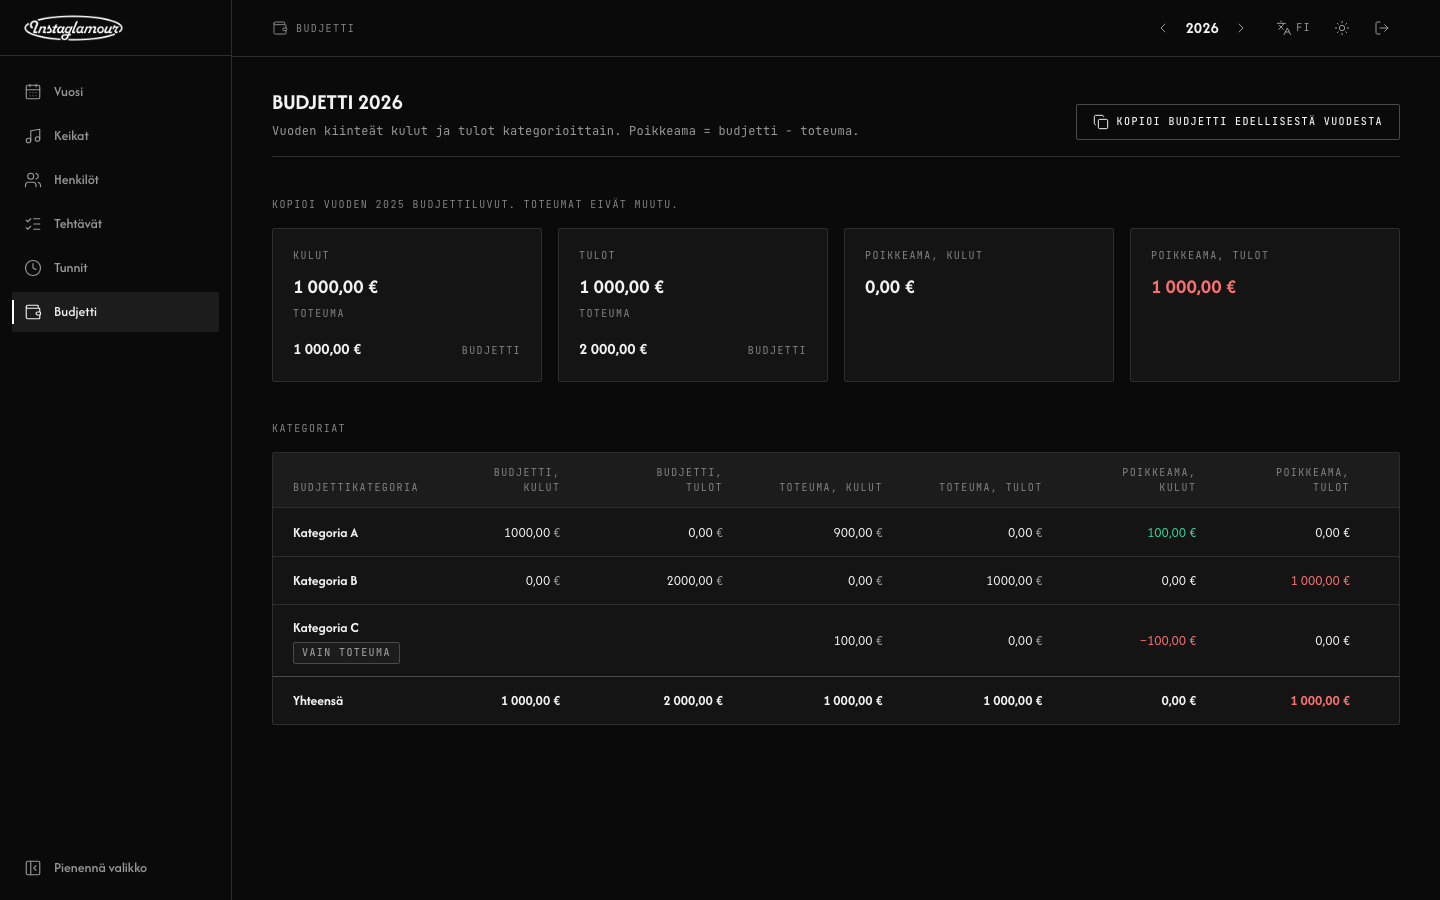 Instaglamour
BUDJETTI
2026
FI
Vuosi
Keikat
Henkilöt
Tehtävät
Tunnit
Budjetti
Pienennä valikko
BUDJETTI 2026
Vuoden kiinteät kulut ja tulot kategorioittain. Poikkeama = budjetti - toteuma.
KOPIOI BUDJETTI EDELLISESTÄ VUODESTA
KOPIOI VUODEN 2025 BUDJETTILUVUT. TOTEUMAT EIVÄT MUUTU.
KULUT
1 000,00 €
TOTEUMA
1 000,00 € BUDJETTI
TULOT
1 000,00 €
TOTEUMA
2 000,00 € BUDJETTI
POIKKEAMA, KULUT
0,00 €
POIKKEAMA, TULOT
1 000,00 €
KATEGORIAT
BUDJETTIKATEGORIA BUDJETTI, KULUT BUDJETTI, TULOT TOTEUMA, KULUT TOTEUMA, TULOT POIKKEAMA, KULUT POIKKEAMA, TULOT
Kategoria A 1000,00 € 0,00 € 900,00 € 0,00 € 100,00 € 0,00 €
Kategoria B 0,00 € 2000,00 € 0,00 € 1000,00 € 0,00 € 1 000,00 €
Kategoria C 100,00 € 0,00 € −100,00 € 0,00 €
VAIN TOTEUMA
Yhteensä 1 000,00 € 2 000,00 € 1 000,00 € 1 000,00 € 0,00 € 1 000,00 €